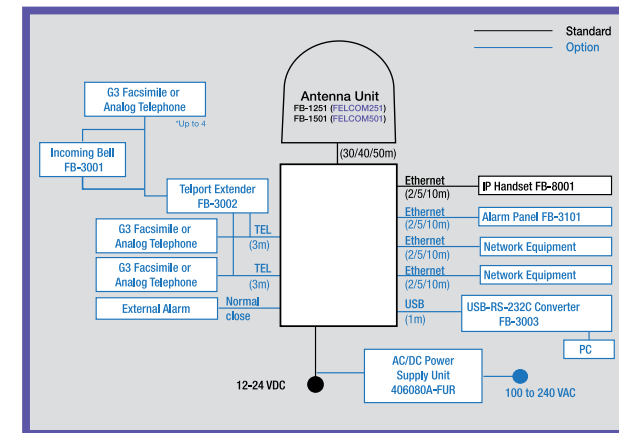 Standard
Option
Antenna Unit
FB-1251 (FELCOM251)
FB-1501 (FELCOM501)
(30/40/50m)
G3 Facsimile or
Analog Telephone
*Up to 4
Incoming Bell
FB-3001
Telport Extender
FB-3002
G3 Facsimile or
Analog Telephone
TEL
(3m)
G3 Facsimile or
Analog Telephone
TEL
(3m)
External Alarm
Normal
close
Ethernet
(2/5/10m)
IP Handset FB-8001
Ethernet
(2/5/10m)
Alarm Panel FB-3101
Ethernet
(2/5/10m)
Network Equipment
Ethernet
(2/5/10m)
Network Equipment
USB
(1m)
USB-RS-232C Converter
FB-3003
PC
12-24 VDC
AC/DC Power
Supply Unit
406080A-FUR
100 to 240 VAC